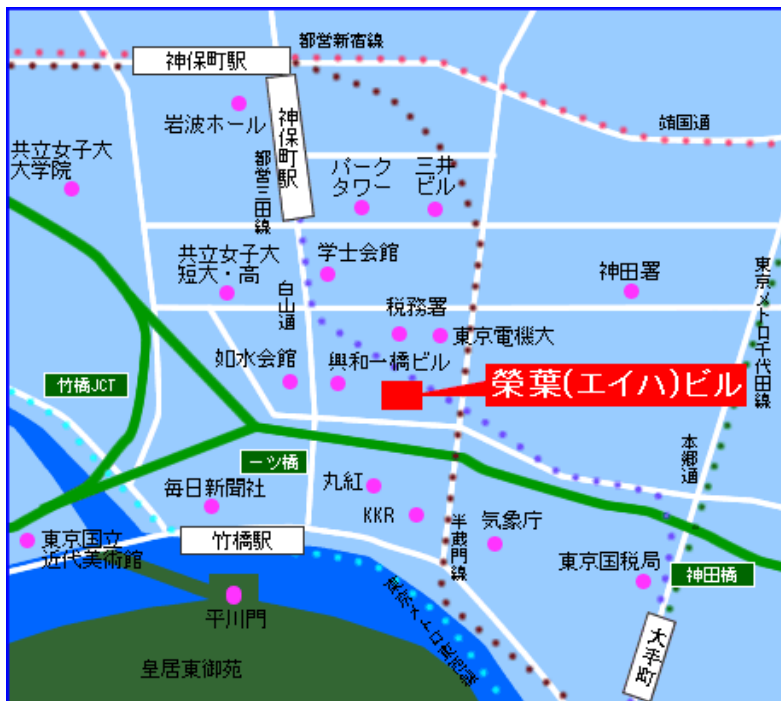 都営新宿線
神保町駅
岩波ホール
神保町駅
靖国通
共立女子大
大学院
都営三田線
パーク
タワー
三井
ビル
共立女子大
短大・高
学士会館
白山通
神田署
東京メトロ千代田線
税務署
東京電機大
如水会館
興和一橋ビル
榮葉(エイハ)ビル
竹橋JCT
一ツ橋
本郷通
毎日新聞社
丸紅
KKR
気象庁
半蔵門線
東京国立
近代美術館
竹橋駅
東京国税局
神田橋
平川門
大手町
皇居東御苑